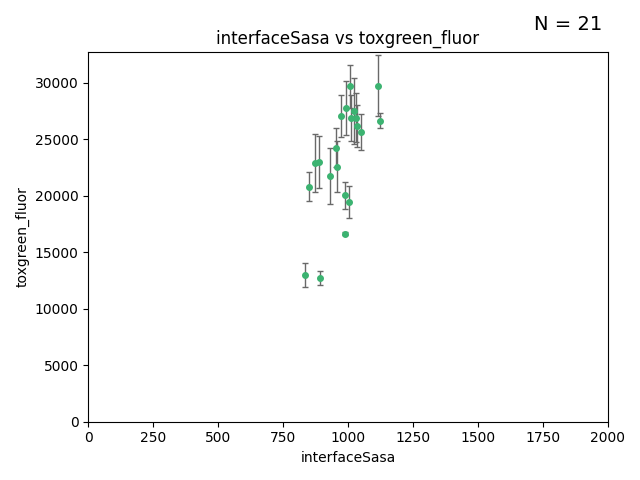 N = 21
interfaceSasa vs toxgreen_fluor
30000
25000
20000
15000
10000
5000
0
toxgreen_fluor
0 250 500 750 1000 1250 1500 1750 2000
interfaceSasa